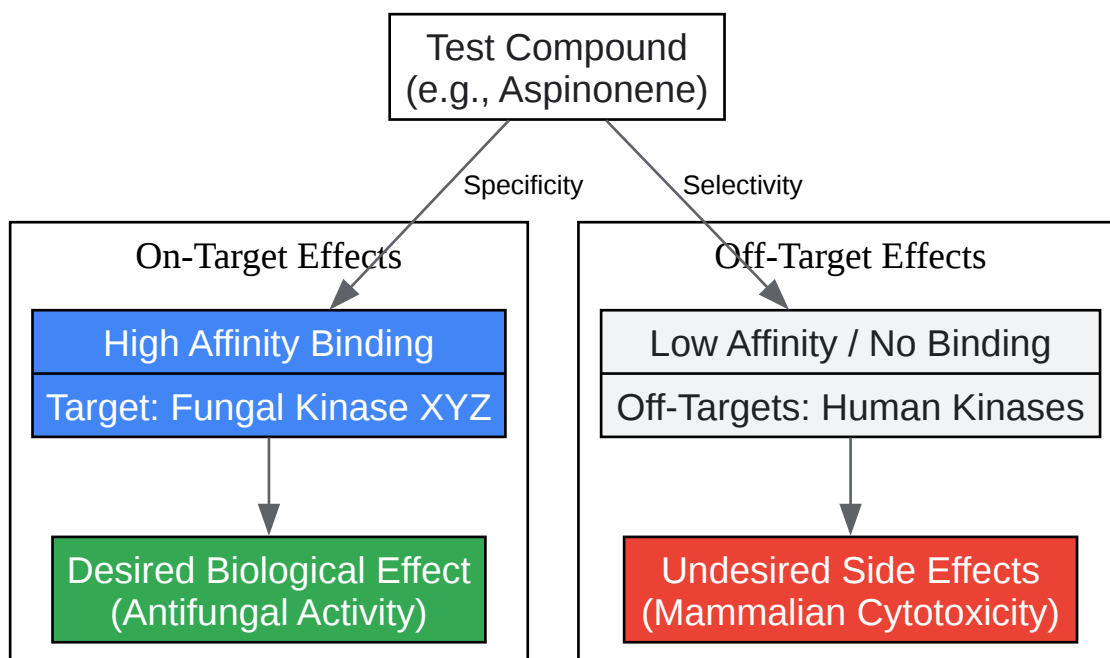 Test Compound
(e.g., Aspinonene)
Specificity
Selectivity
On-Target Effects
High Affinity Binding
Target: Fungal Kinase XYZ
Desired Biological Effect
(Antifungal Activity)
Off-Target Effects
Low Affinity / No Binding
Off-Targets: Human Kinases
Undesired Side Effects
(Mammalian Cytotoxicity)